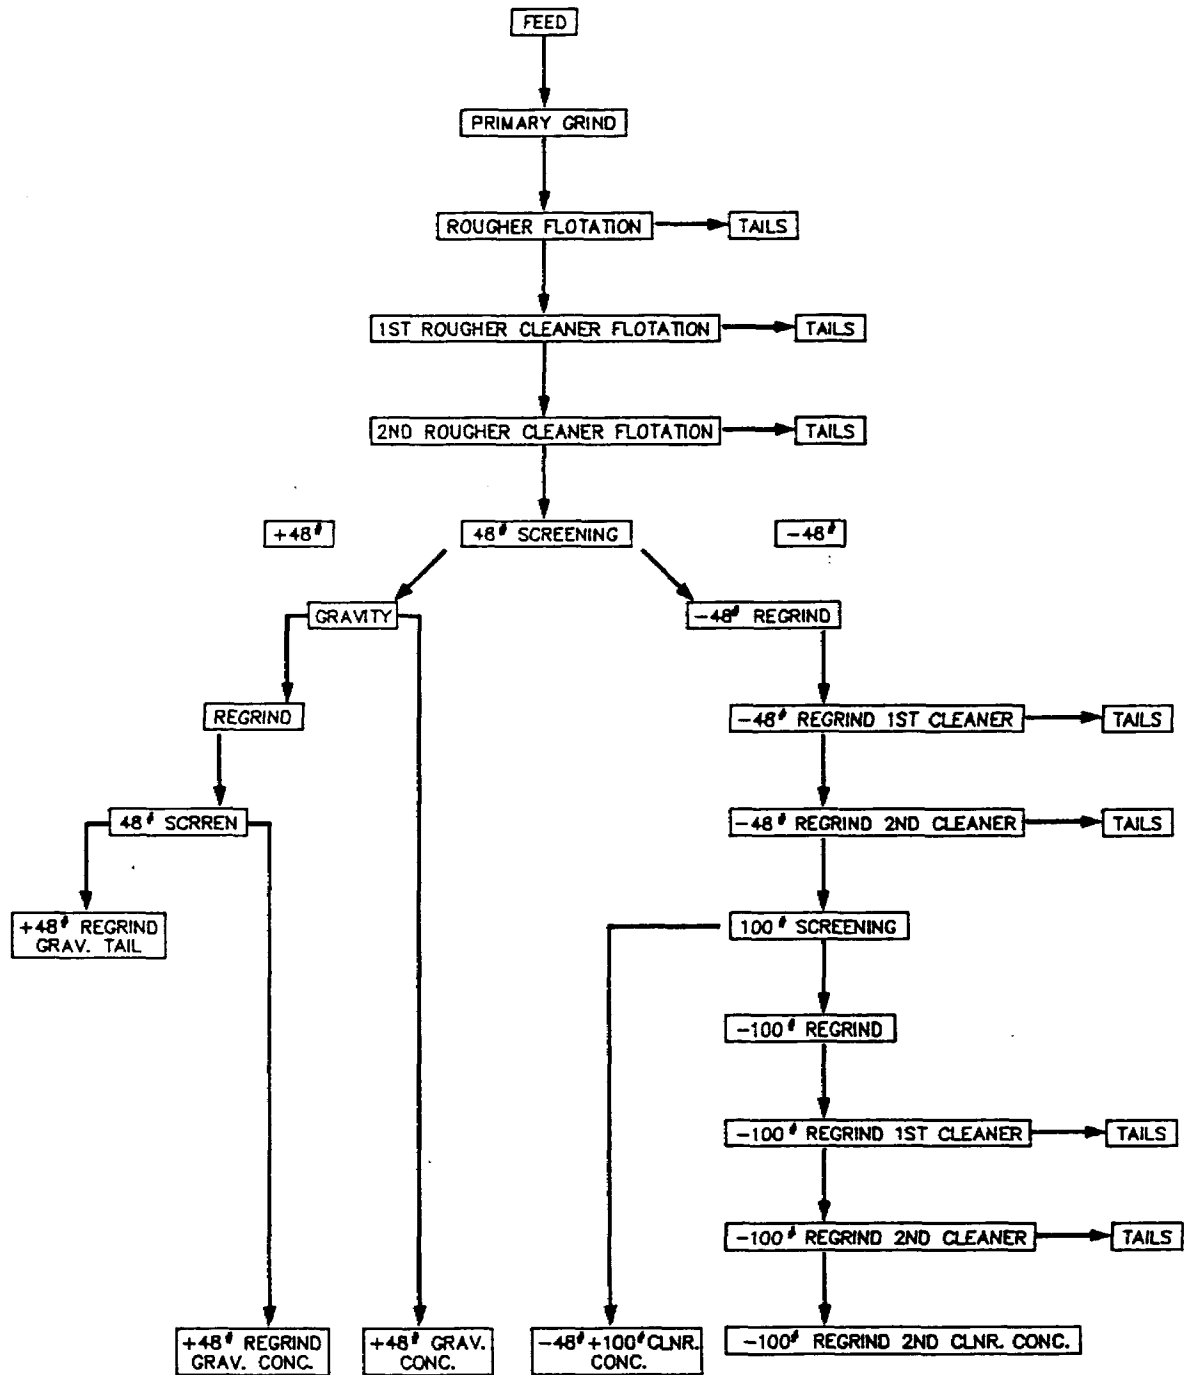 FEED
PRIMARY GRIND
ROUGHER FLOTATION
TAILS
1ST ROUGHER CLEANER FLOTATION
TAILS
2ND ROUGHER CLEANER FLOTATION
TAILS
+48#
48# SCREENING
-48#
GRAVITY
-48# REGRIND
REGRIND
-48# REGRIND 1ST CLEANER
TAILS
48# SCRREN
-48# REGRIND 2ND CLEANER
TAILS
+48# REGRIND
GRAV. TAIL
100# SCREENING
-100# REGRIND
-100# REGRIND 1ST CLEANER
TAILS
-100# REGRIND 2ND CLEANER
TAILS
+48# REGRIND
GRAV. CONC.
+48# GRAV.
CONC.
-48#+100#CLNR.
CONC.
-100# REGRIND 2ND CLNR. CONC.